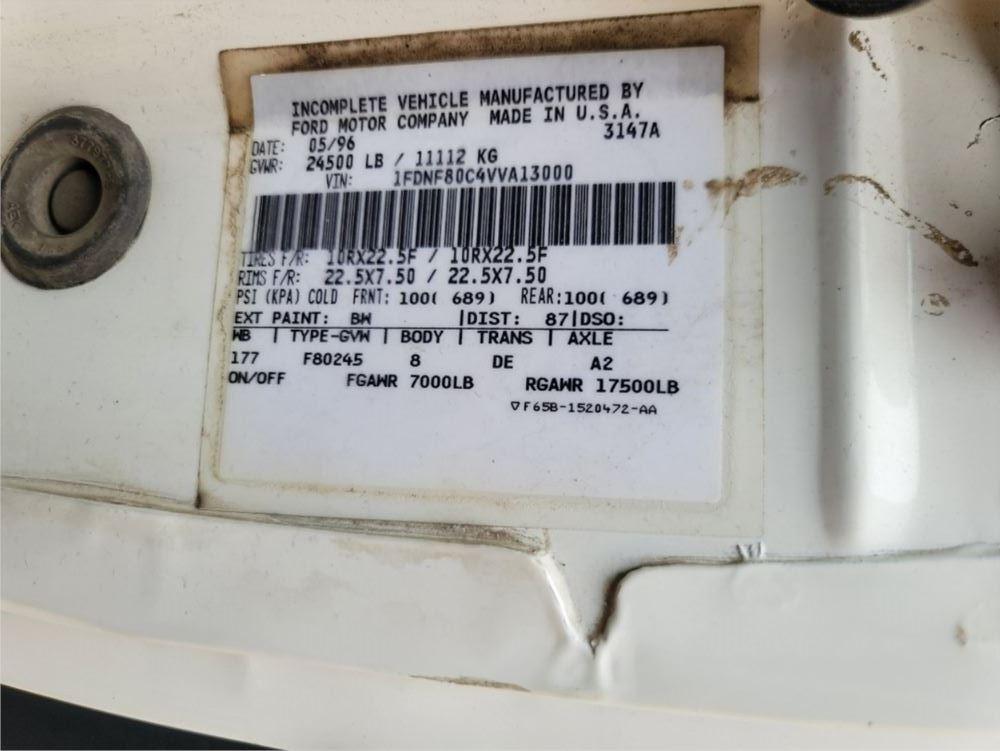 INCOMPLETE VEHICLE MANUFACTURED BY
FORD MOTOR COMPANY MADE IN U.S.A.
3147A
DATE: 05/96
GVWR: 24500 LB / 11112 KG
VIN: 1FDNF80C4VVA13000
TIRES F/R: 10RX22.5F / 10RX22.5F
RIMS F/R: 22.5X7.50 / 22.5X7.50
PSI (KPA) COLD FRNT: 100( 689) REAR:100( 689)
EXT PAINT: BW |DIST: 87|DSO:
WB | TYPE-GVW | BODY | TRANS | AXLE
177 F80245 8 DE A2
ON/OFF FGAWR 7000LB RGAWR 17500LB
▽F65B-1520472-AA